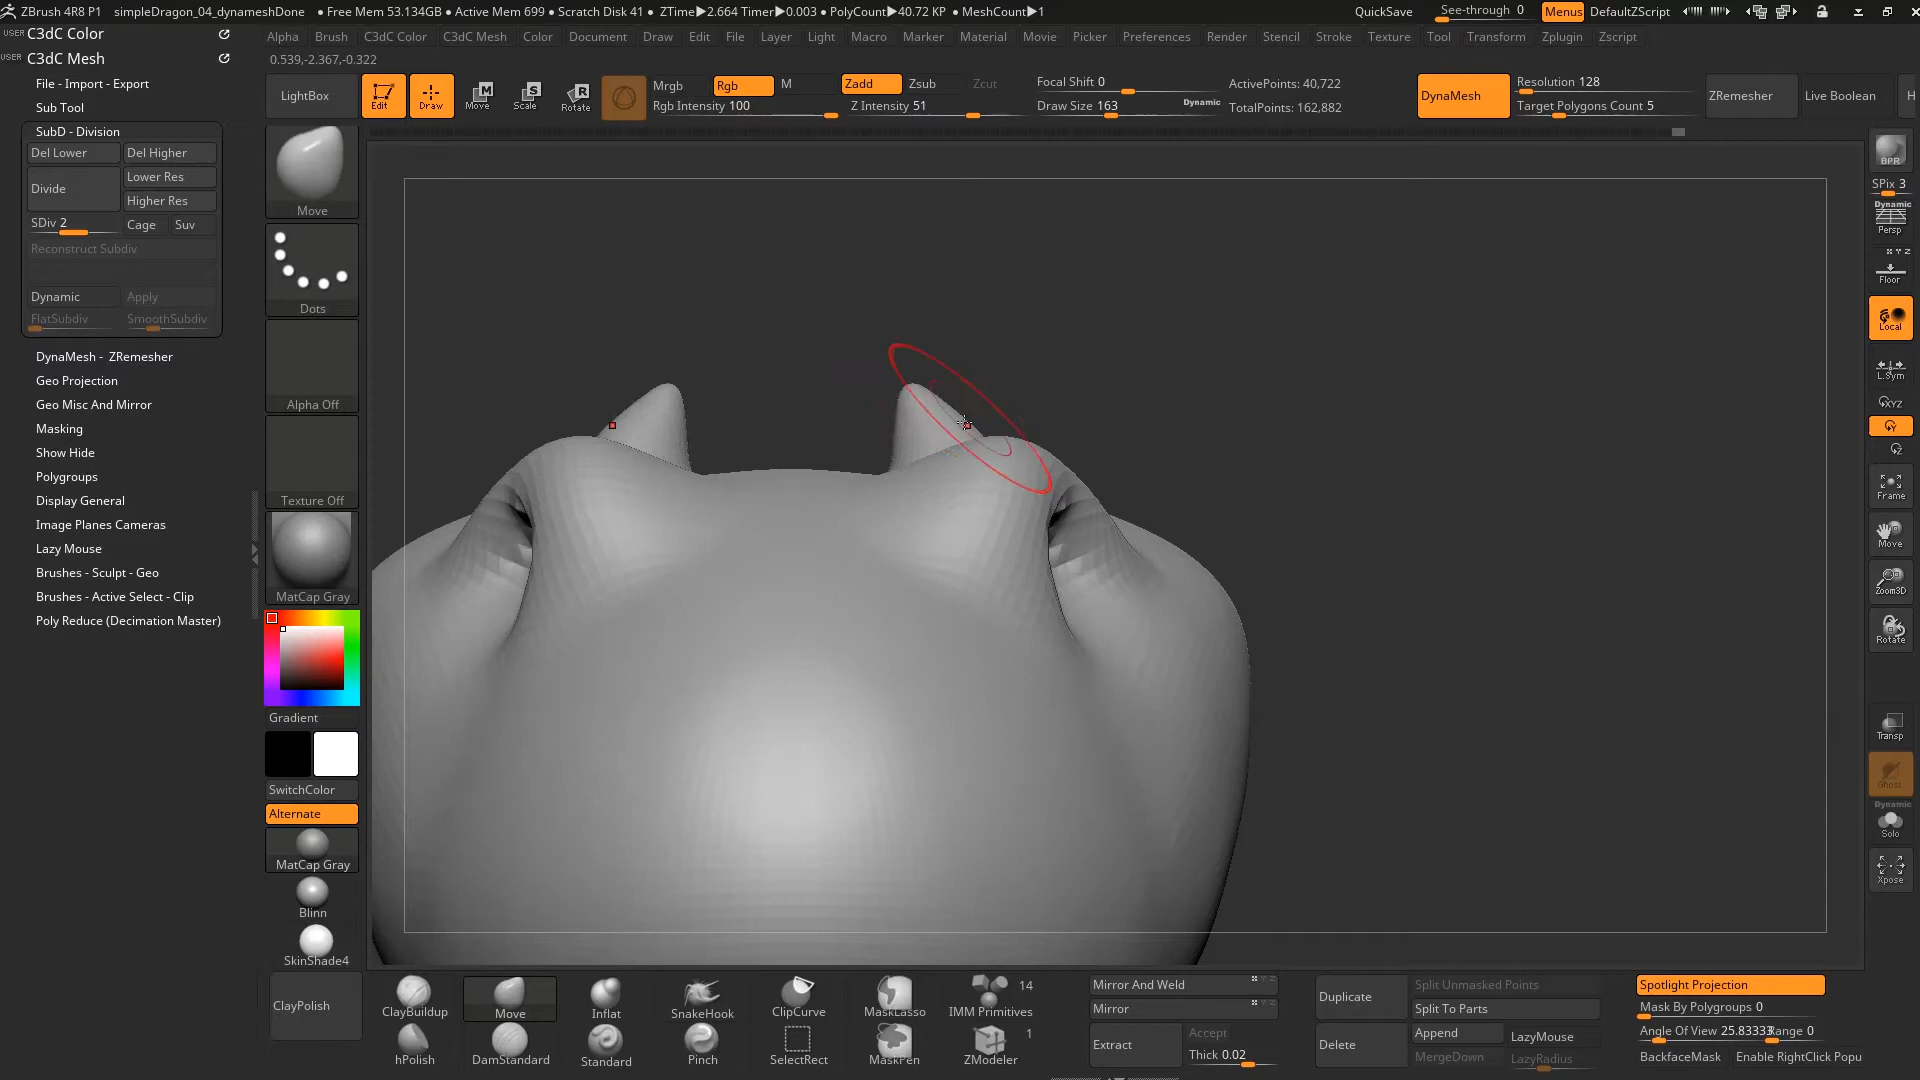 ZBrush 4R8 P1 simpleDragon_04_dynameshDone ● Free Mem 53.134GB ● Active Mem 699 ● Scratch Disk 41 ● ZTime▶2.664 Timer▶0.003 ● PolyCount▶40.72 KP ● MeshCount▶1 QuickSave See-through 0 Menus DefaultZScript
USER C3dC Color
Alpha Brush C3dC Color C3dC Mesh Color Document Draw Edit File Layer Light Macro Marker Material Movie Picker Preferences Render Stencil Stroke Texture Tool Transform Zplugin Zscript
USER C3dC Mesh
0.539,-2.367,-0.322
File - Import - Export
Sub Tool
SubD - Division
Del Lower Del Higher
Divide
Lower Res
Higher Res
SDiv 2 Cage Suv
Reconstruct Subdiv
Dynamic Apply
FlatSubdiv SmoothSubdiv
DynaMesh - ZRemesher
Geo Projection
Geo Misc And Mirror
Masking
Show Hide
Polygroups
Display General
Image Planes Cameras
Lazy Mouse
Brushes - Sculpt - Geo
Brushes - Active Select - Clip
Poly Reduce (Decimation Master)
LightBox Edit Draw Move Scale Rotate
Mrgb Rgb M Zadd Zsub Zcut
Rgb Intensity 100 Z Intensity 51
Focal Shift 0
Draw Size 163 Dynamic
ActivePoints: 40,722
TotalPoints: 162,882
DynaMesh
Resolution 128
Target Polygons Count 5
ZRemesher Live Boolean H
Move
Dots
Alpha Off
Texture Off
MatCap Gray
Gradient
SwitchColor
Alternate
MatCap Gray
Blinn
SkinShade4
BPR
SPix 3
Dynamic
Persp
X Y Z
Floor
Local
L.Sym
XYZ
Y
Z
Frame
Move
Zoom3D
Rotate
Transp
Ghost
Dynamic
Solo
Xpose
ClayPolish
ClayBuildup Move Inflat SnakeHook ClipCurve MaskLasso IMM Primitives 14
hPolish DamStandard Standard Pinch SelectRect MaskPen ZModeler 1
Mirror And Weld
Mirror
Extract Accept
Thick 0.02
Duplicate
Delete
Split Unmasked Points
Split To Parts
Append LazyMouse
MergeDown LazyRadius
Spotlight Projection
Mask By Polygroups 0
Angle Of View 25.83333 Range 0
BackfaceMask Enable RightClick Popu